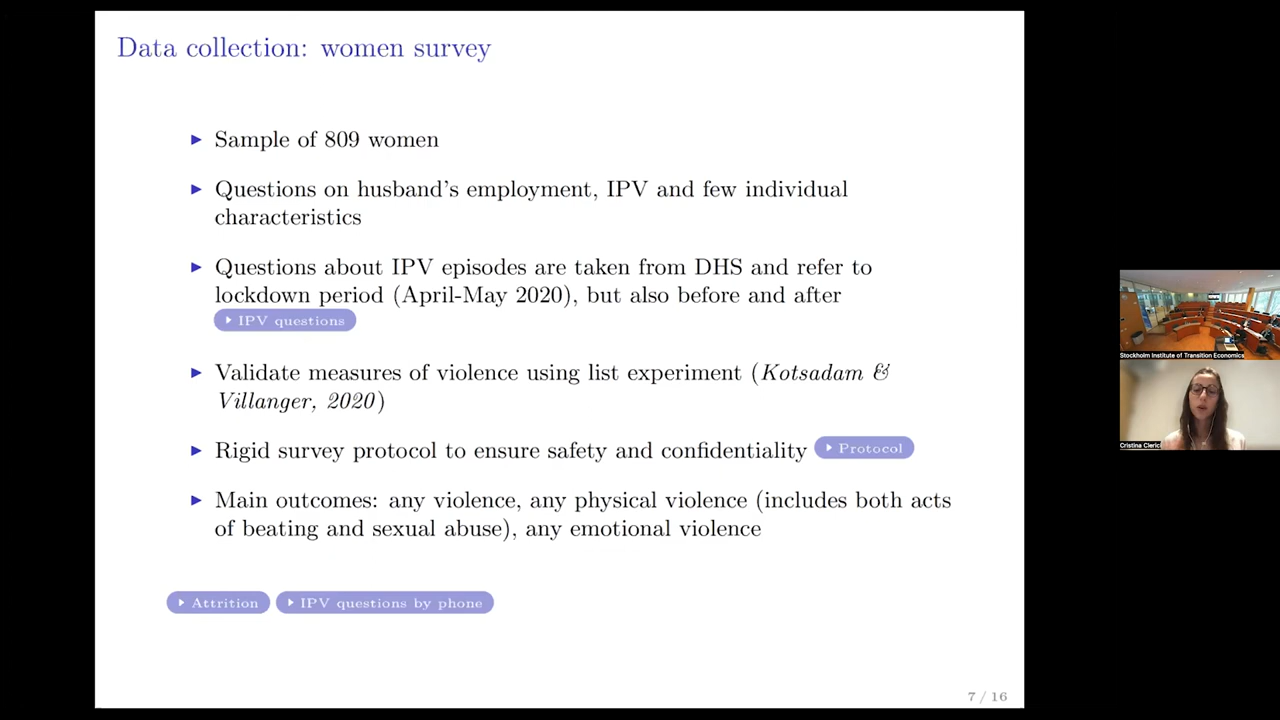 Data collection: women survey
Sample of 809 women
Questions on husband's employment, IPV and few individual
characteristics
Questions about IPV episodes are taken from DHS and refer to
lockdown period (April-May 2020), but also before and after
IPV questions
Validate measures of violence using list experiment (Kotsadam &
Villanger, 2020)
Rigid survey protocol to ensure safety and confidentiality Protocol
Main outcomes: any violence, any physical violence (includes both acts
of beating and sexual abuse), any emotional violence
Attrition IPV questions by phone
7 / 16
Stockholm Institute of Transition Economics
Cristina Clerici